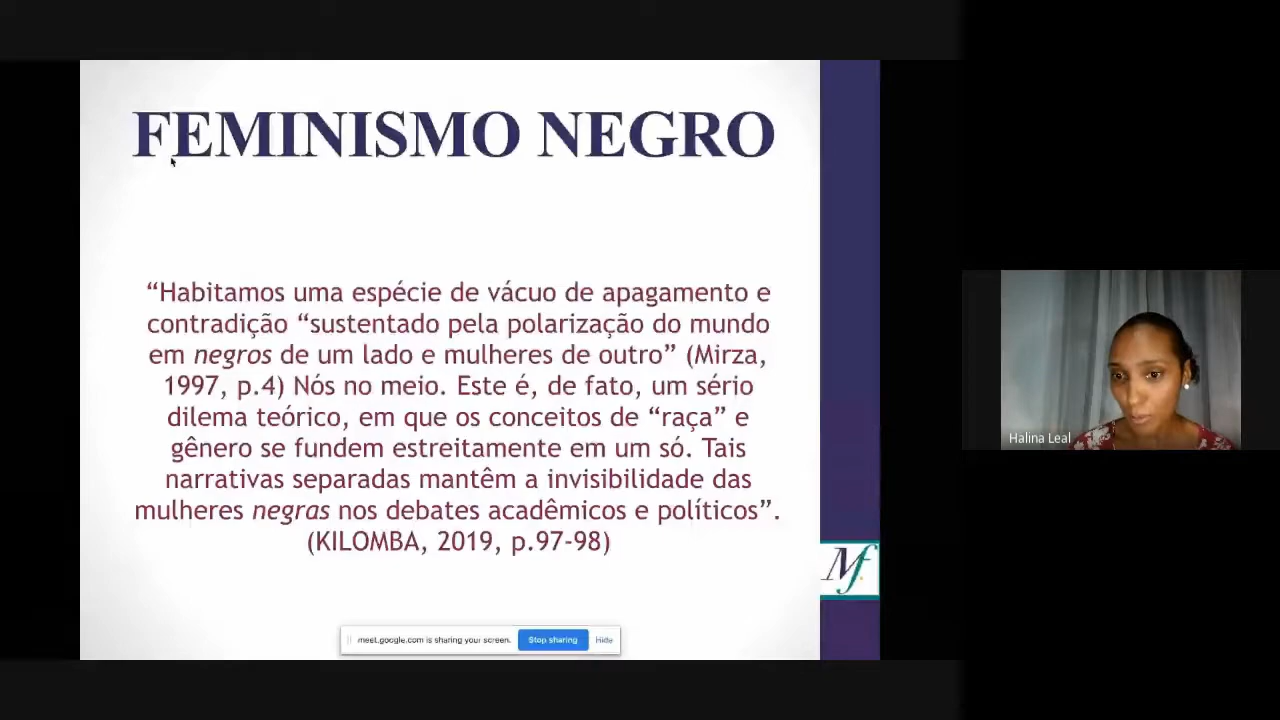 FEMINISMO NEGRO
“Habitamos uma espécie de vácuo de apagamento e
contradição “sustentado pela polarização do mundo
em negros de um lado e mulheres de outro” (Mirza,
1997, p.4) Nós no meio. Este é, de fato, um sério
dilema teórico, em que os conceitos de “raça” e
gênero se fundem estreitamente em um só. Tais
narrativas separadas mantêm a invisibilidade das
mulheres negras nos debates acadêmicos e políticos”.
(KILOMBA, 2019, p.97-98)
Mf
meet.google.com is sharing your screen. Stop sharing Hide
Halina Leal